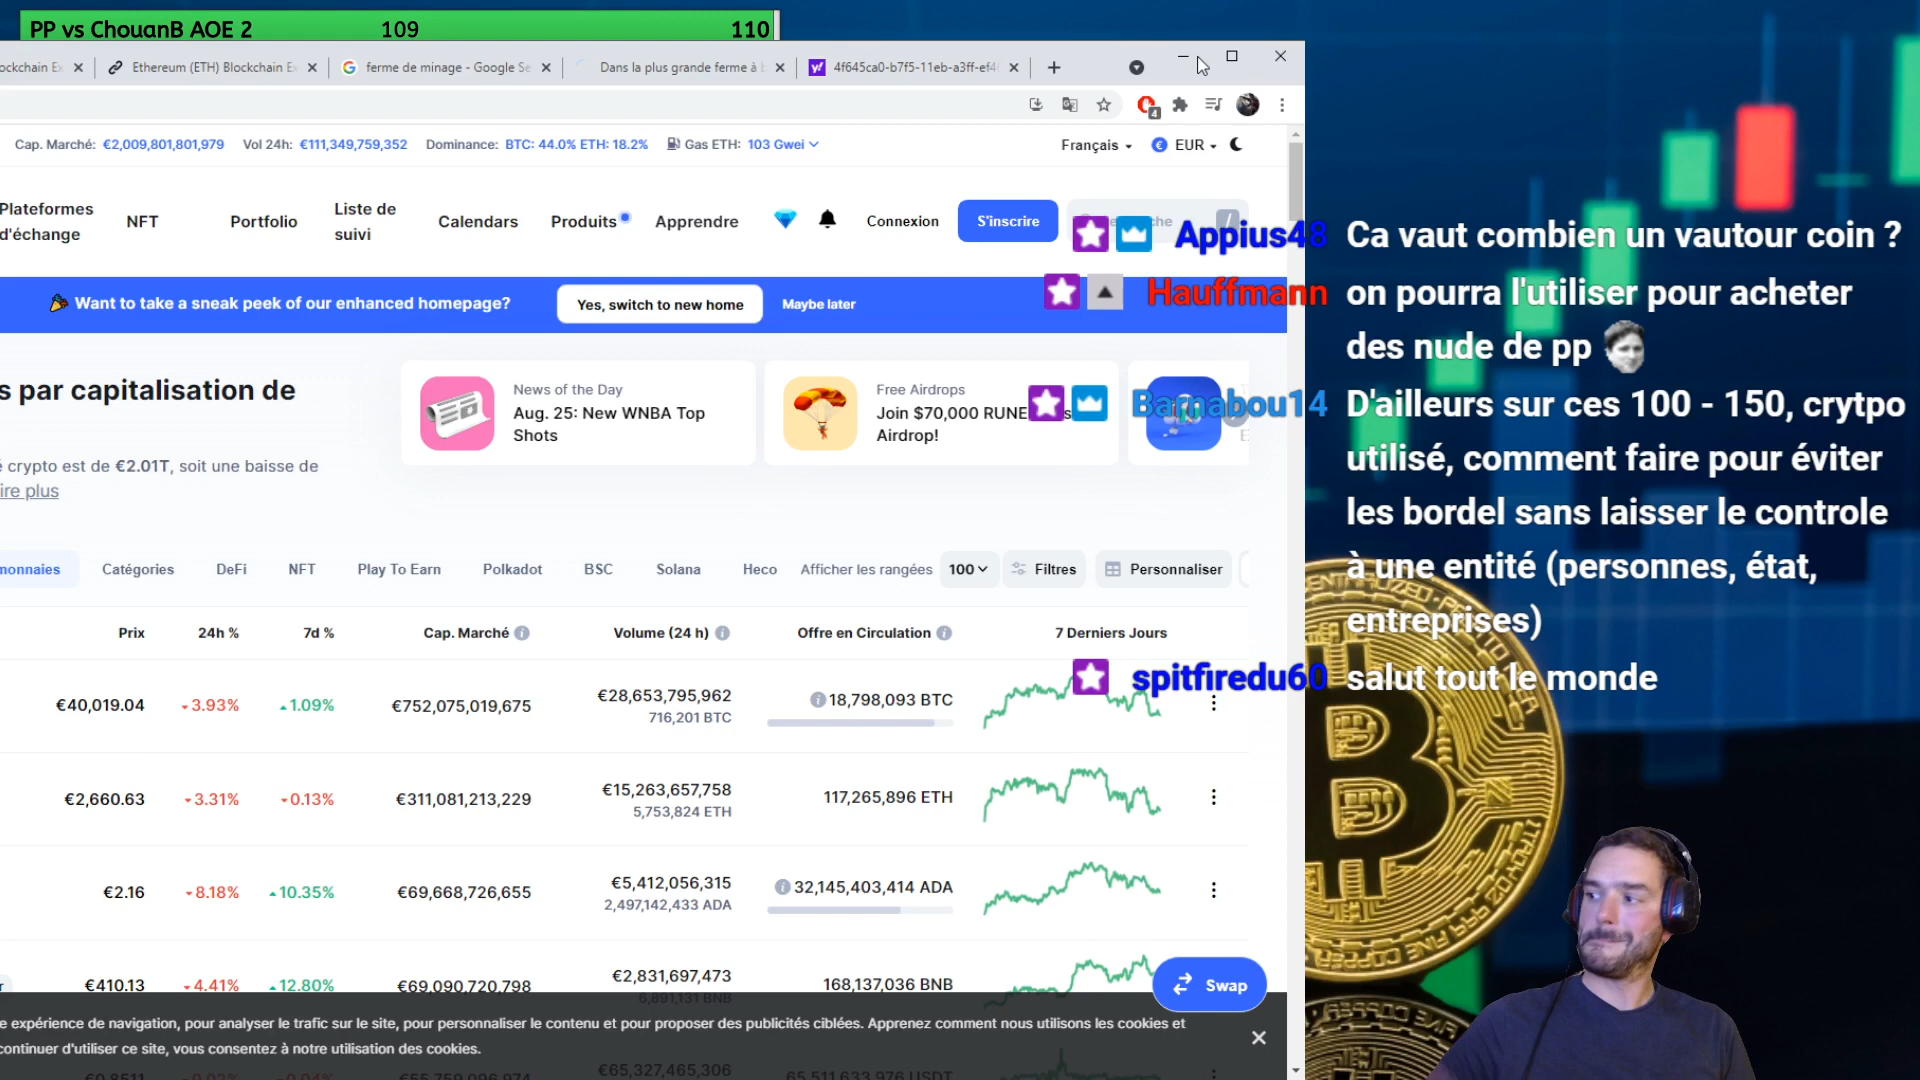 PP vs ChouanB AOE 2 109 110
ockchain Ex Ethereum (ETH) Blockchain Ex ferme de minage - Google Se Dans la plus grande ferme à b 4f645ca0-b7f5-11eb-a3ff-ef4
4
Cap. Marché: €2,009,801,801,979 Vol 24h: €111,349,759,352 Dominance: BTC: 44.0% ETH: 18.2% Gas ETH: 103 Gwei Français EUR
Plateformes d'échange
NFT Portfolio
Liste de suivi
Calendars Produits Apprendre Connexion S'inscrire /
Appius48 Ca vaut combien un vautour coin ?
Want to take a sneak peek of our enhanced homepage? Yes, switch to new home Maybe later
Hauffmann on pourra l'utiliser pour acheter
des nude de pp
s par capitalisation de
News of the Day
Aug. 25: New WNBA Top
Shots
Free Airdrops
Join $70,000 RUNE
Airdrop!
Barnabou14 D'ailleurs sur ces 100 - 150, crytpo
utilisé, comment faire pour éviter
les bordel sans laisser le controle
à une entité (personnes, état,
entreprises)
spitfiredu60 salut tout le monde
é crypto est de €2.01T, soit une baisse de
ire plus
monnaies Catégories DeFi NFT Play To Earn Polkadot BSC Solana Heco Afficher les rangées 100 Filtres Personnaliser
Prix 24h % 7d % Cap. Marché Volume (24 h) Offre en Circulation 7 Derniers Jours
€40,019.04 3.93% 1.09% €752,075,019,675 €28,653,795,962 18,798,093 BTC
716,201 BTC
€2,660.63 3.31% 0.13% €311,081,213,229 €15,263,657,758 117,265,896 ETH
5,753,824 ETH
€2.16 8.18% 10.35% €69,668,726,655 €5,412,056,315 32,145,403,414 ADA
2,497,142,433 ADA
€410.13 4.41% 12.80% €69,090,720,798 €2,831,697,473 168,137,036 BNB
6,891,131 BNB
Swap
e expérience de navigation, pour analyser le trafic sur le site, pour personnaliser le contenu et pour proposer des publicités ciblées. Apprenez comment nous utilisons les cookies et
continuer d'utiliser ce site, vous consentez à notre utilisation des cookies.
€65,327,465,306 65,511,633,976 USDT